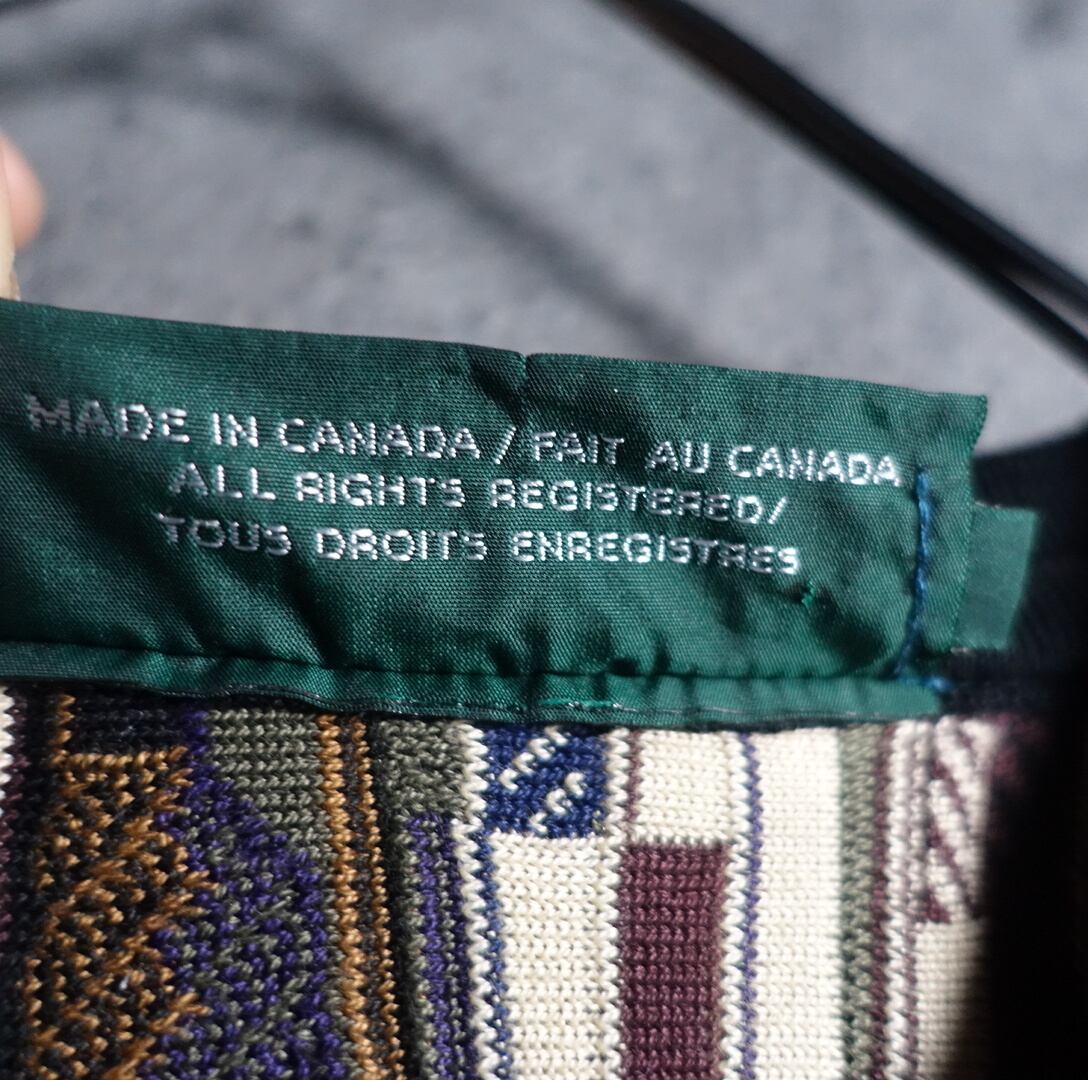 MADE IN CANADA / FAIT AU CANADA
ALL RIGHTS REGISTERED/
TOUS DROITS ENREGISTRES